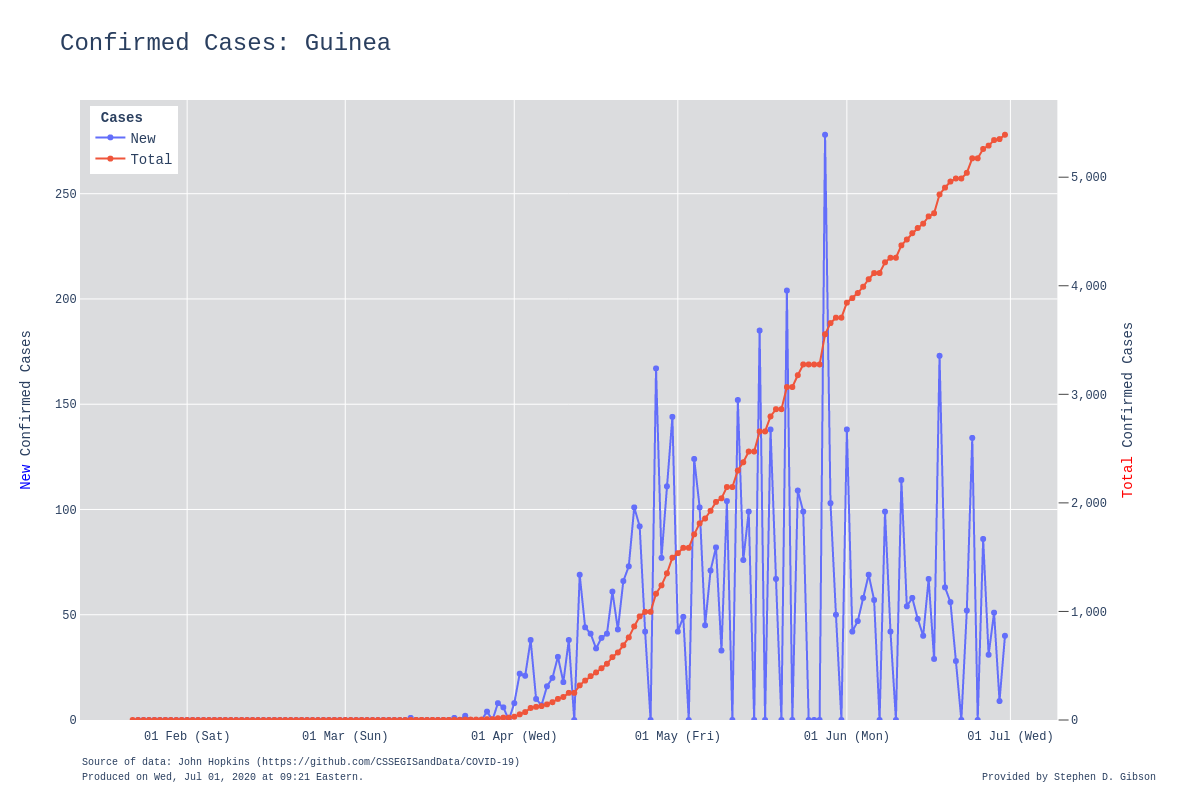 Confirmed Cases: Guinea
Cases
New
Total
250
200
150
100
50
0
5,000
4,000
3,000
2,000
1,000
0
New Confirmed Cases
Total Confirmed Cases
01 Feb (Sat)
01 Mar (Sun)
01 Apr (Wed)
01 May (Fri)
01 Jun (Mon)
01 Jul (Wed)
Source of data: John Hopkins (https://github.com/CSSEGISandData/COVID-19)
Produced on Wed, Jul 01, 2020 at 09:21 Eastern.
Provided by Stephen D. Gibson